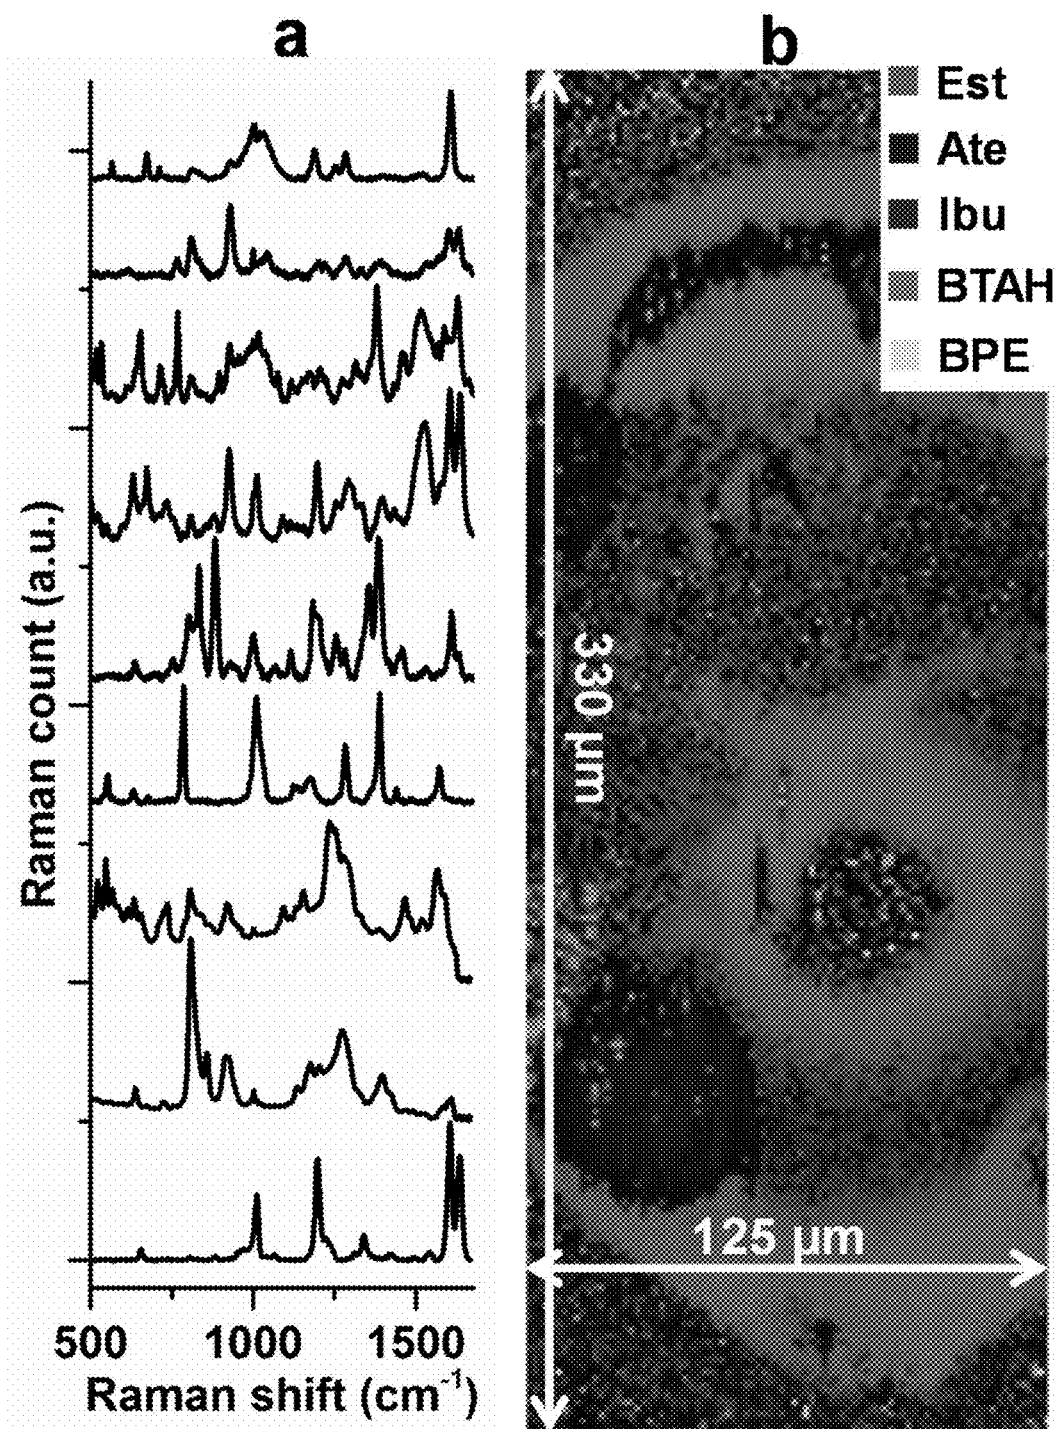 a
b
Est
Ate
Ibu
BTAH
BPE
Raman count (a.u.)
330 µm
125 µm
500 1000 1500
Raman shift (cm-1)